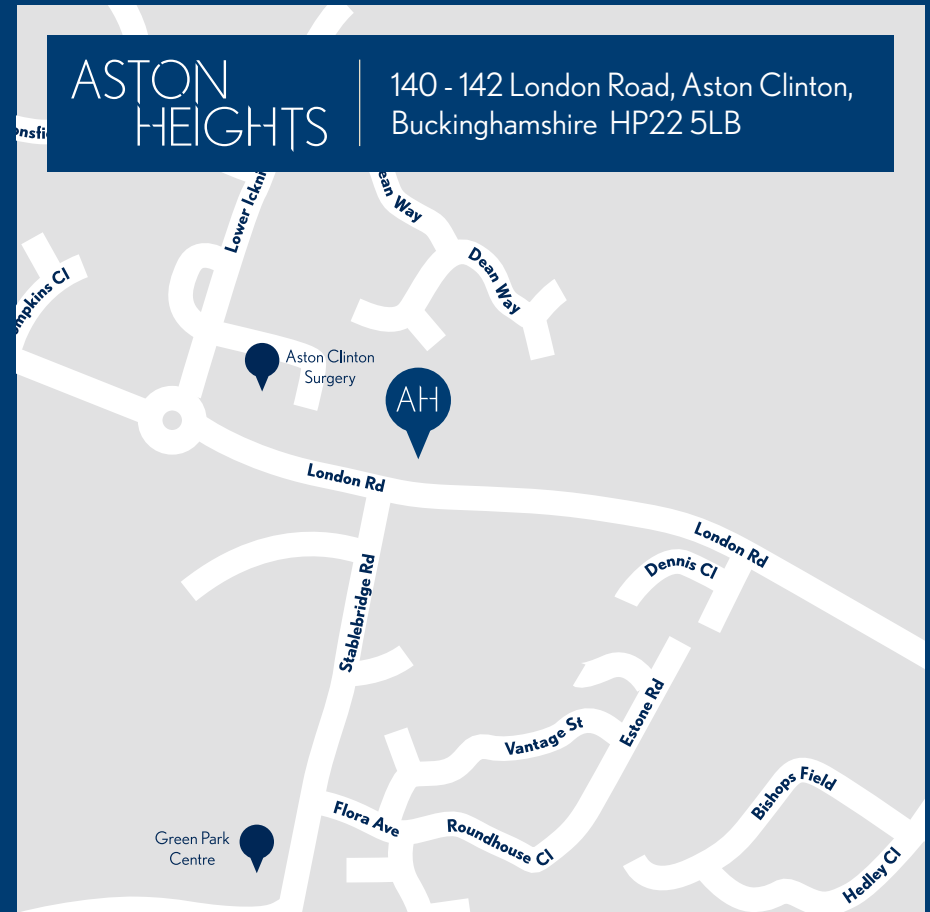 ASTON
HEIGHTS
140 - 142 London Road, Aston Clinton,
Buckinghamshire HP22 5LB
Way
Dean Way
Cl
Aston Clinton
Surgery
AH
London Rd
London Rd
Dennis Cl
Stablebridge Rd
Estone Rd
Vantage St
Bishops Field
Flora Ave
Roundhouse Cl
Green Park
Centre
Hedley Cl
Lower